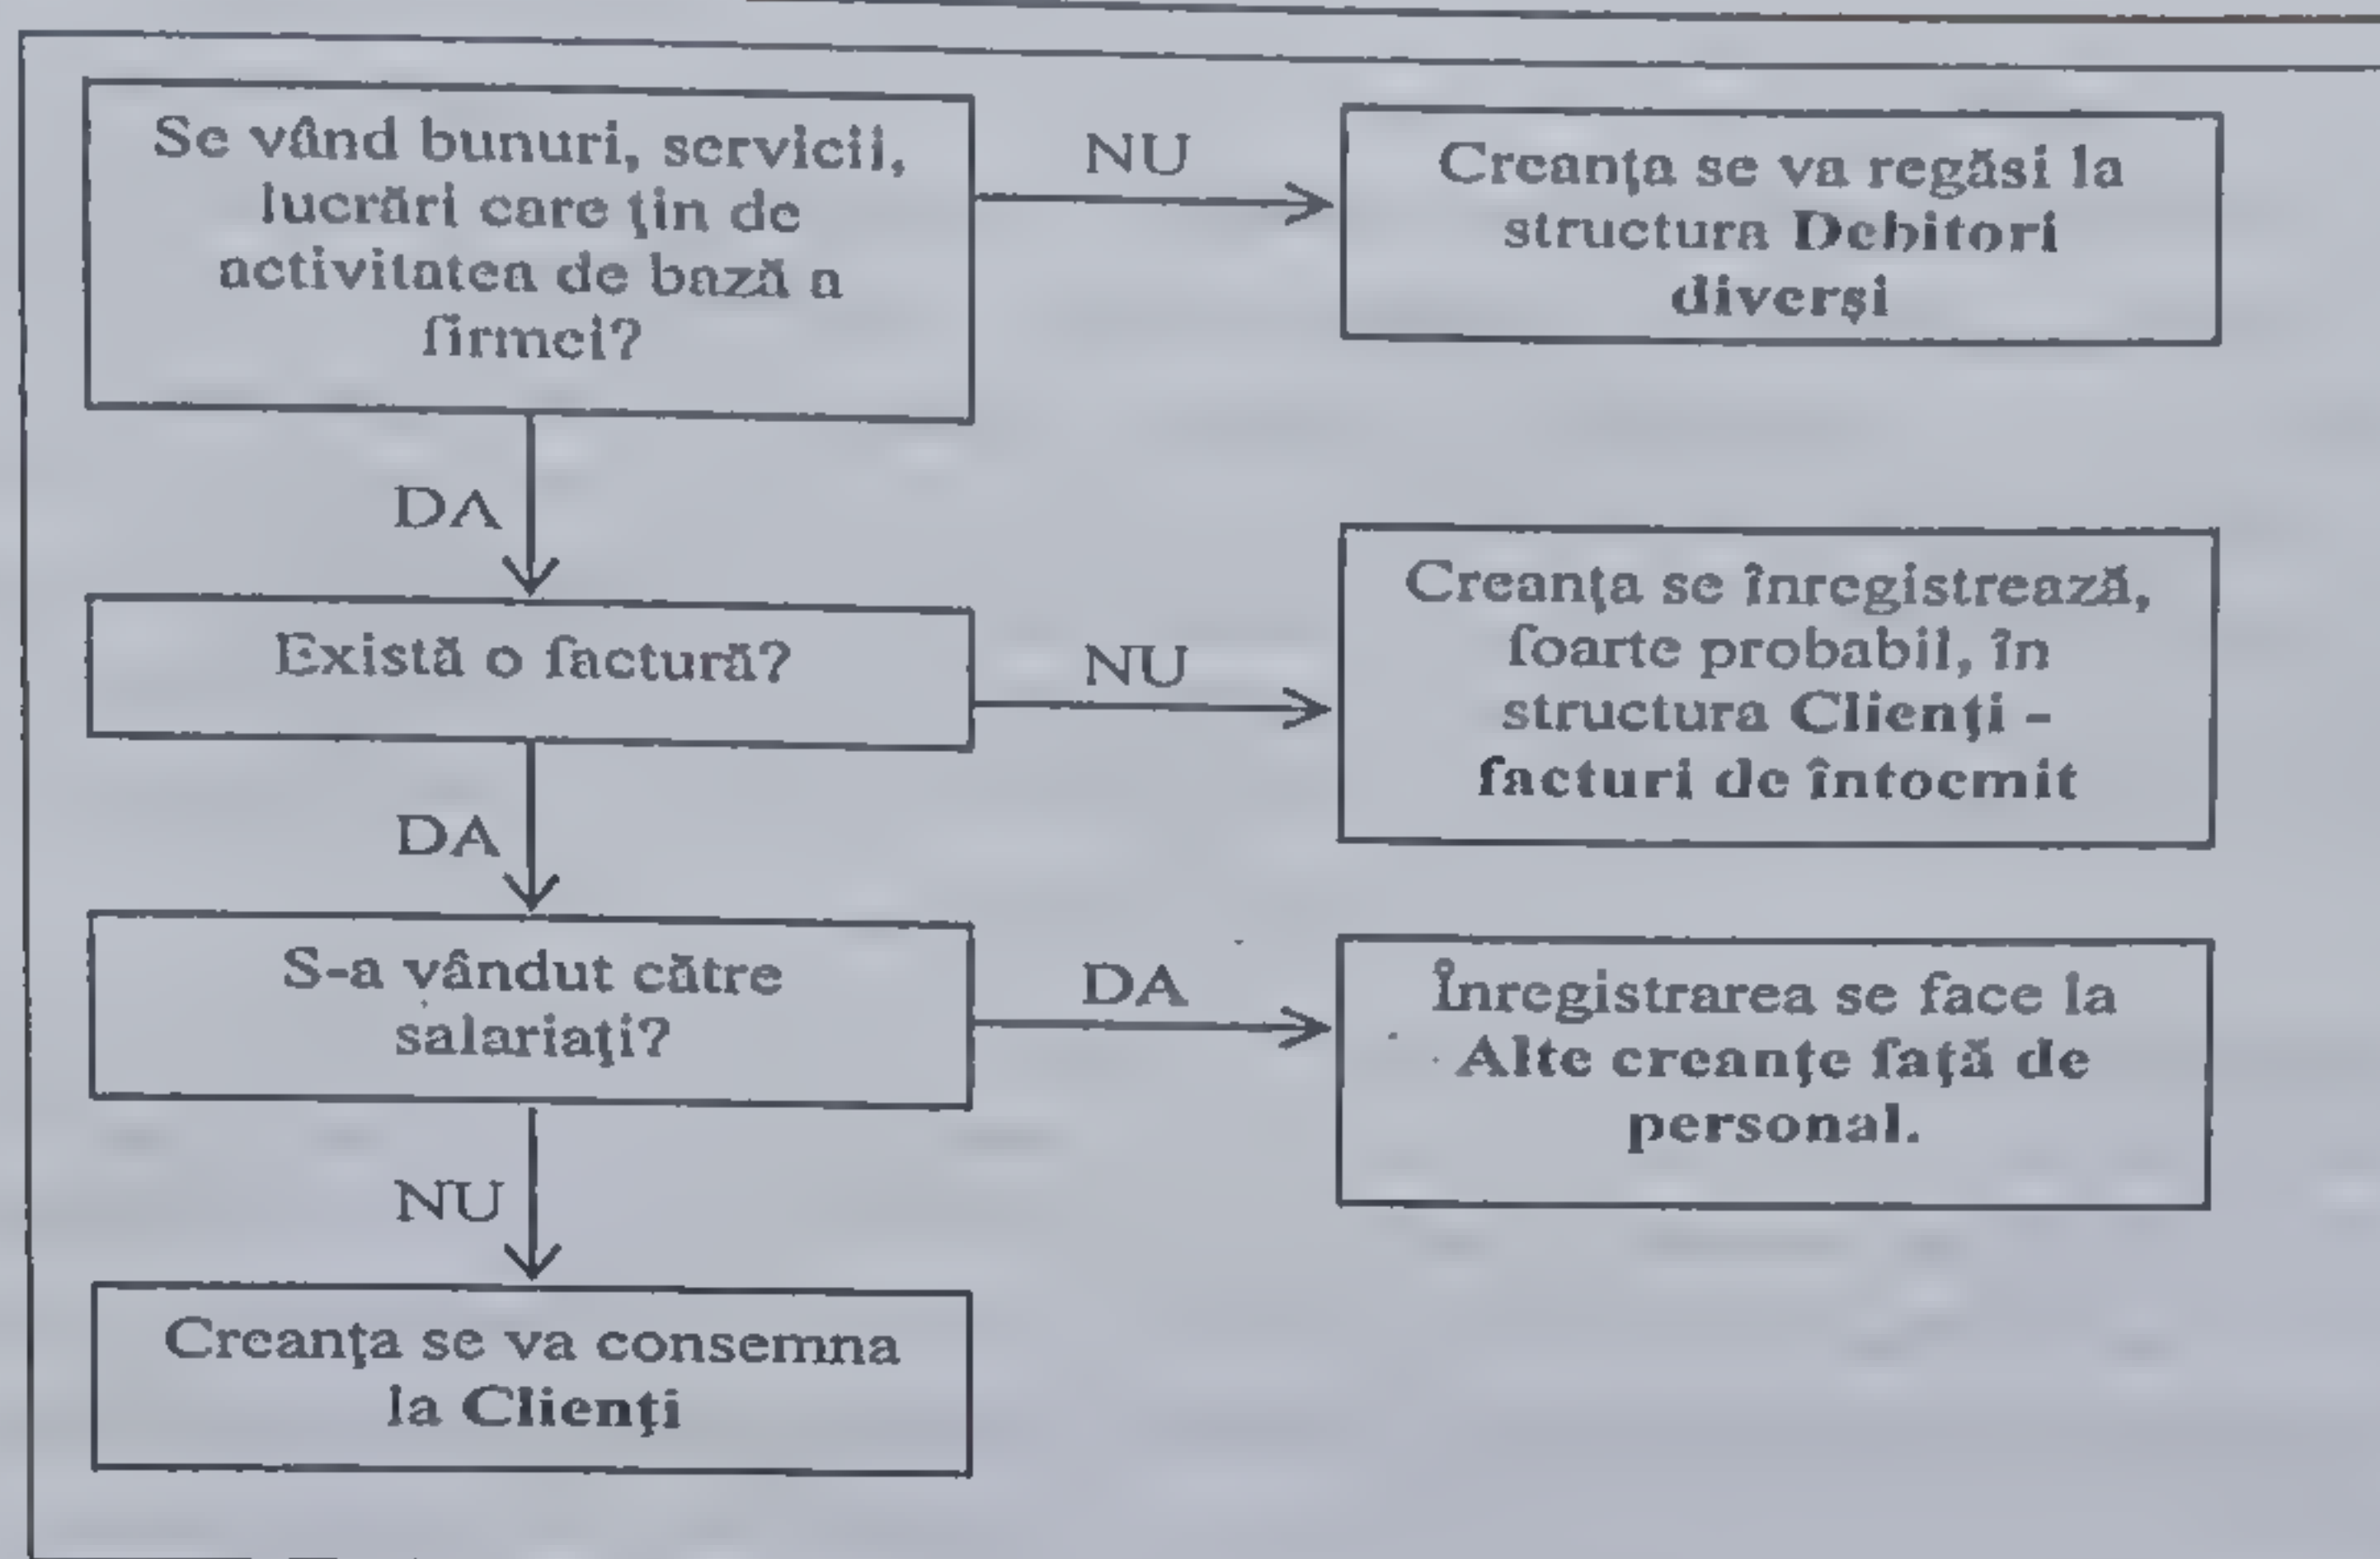 Se vând bunuri, servicii,
lucrări care țin de
activitatea de bază a
firmei?
NU
Creanța se va regăsi la
structura Debitori
diverși
DA
Există o factură?
NU
Creanța se înregistrează,
foarte probabil, în
structura Clienți –
facturi de întocmit
DA
S-a vândut către
salariați?
DA
Înregistrarea se face la
Alte creanțe față de
personal.
NU
Creanța se va consemna
la Clienți